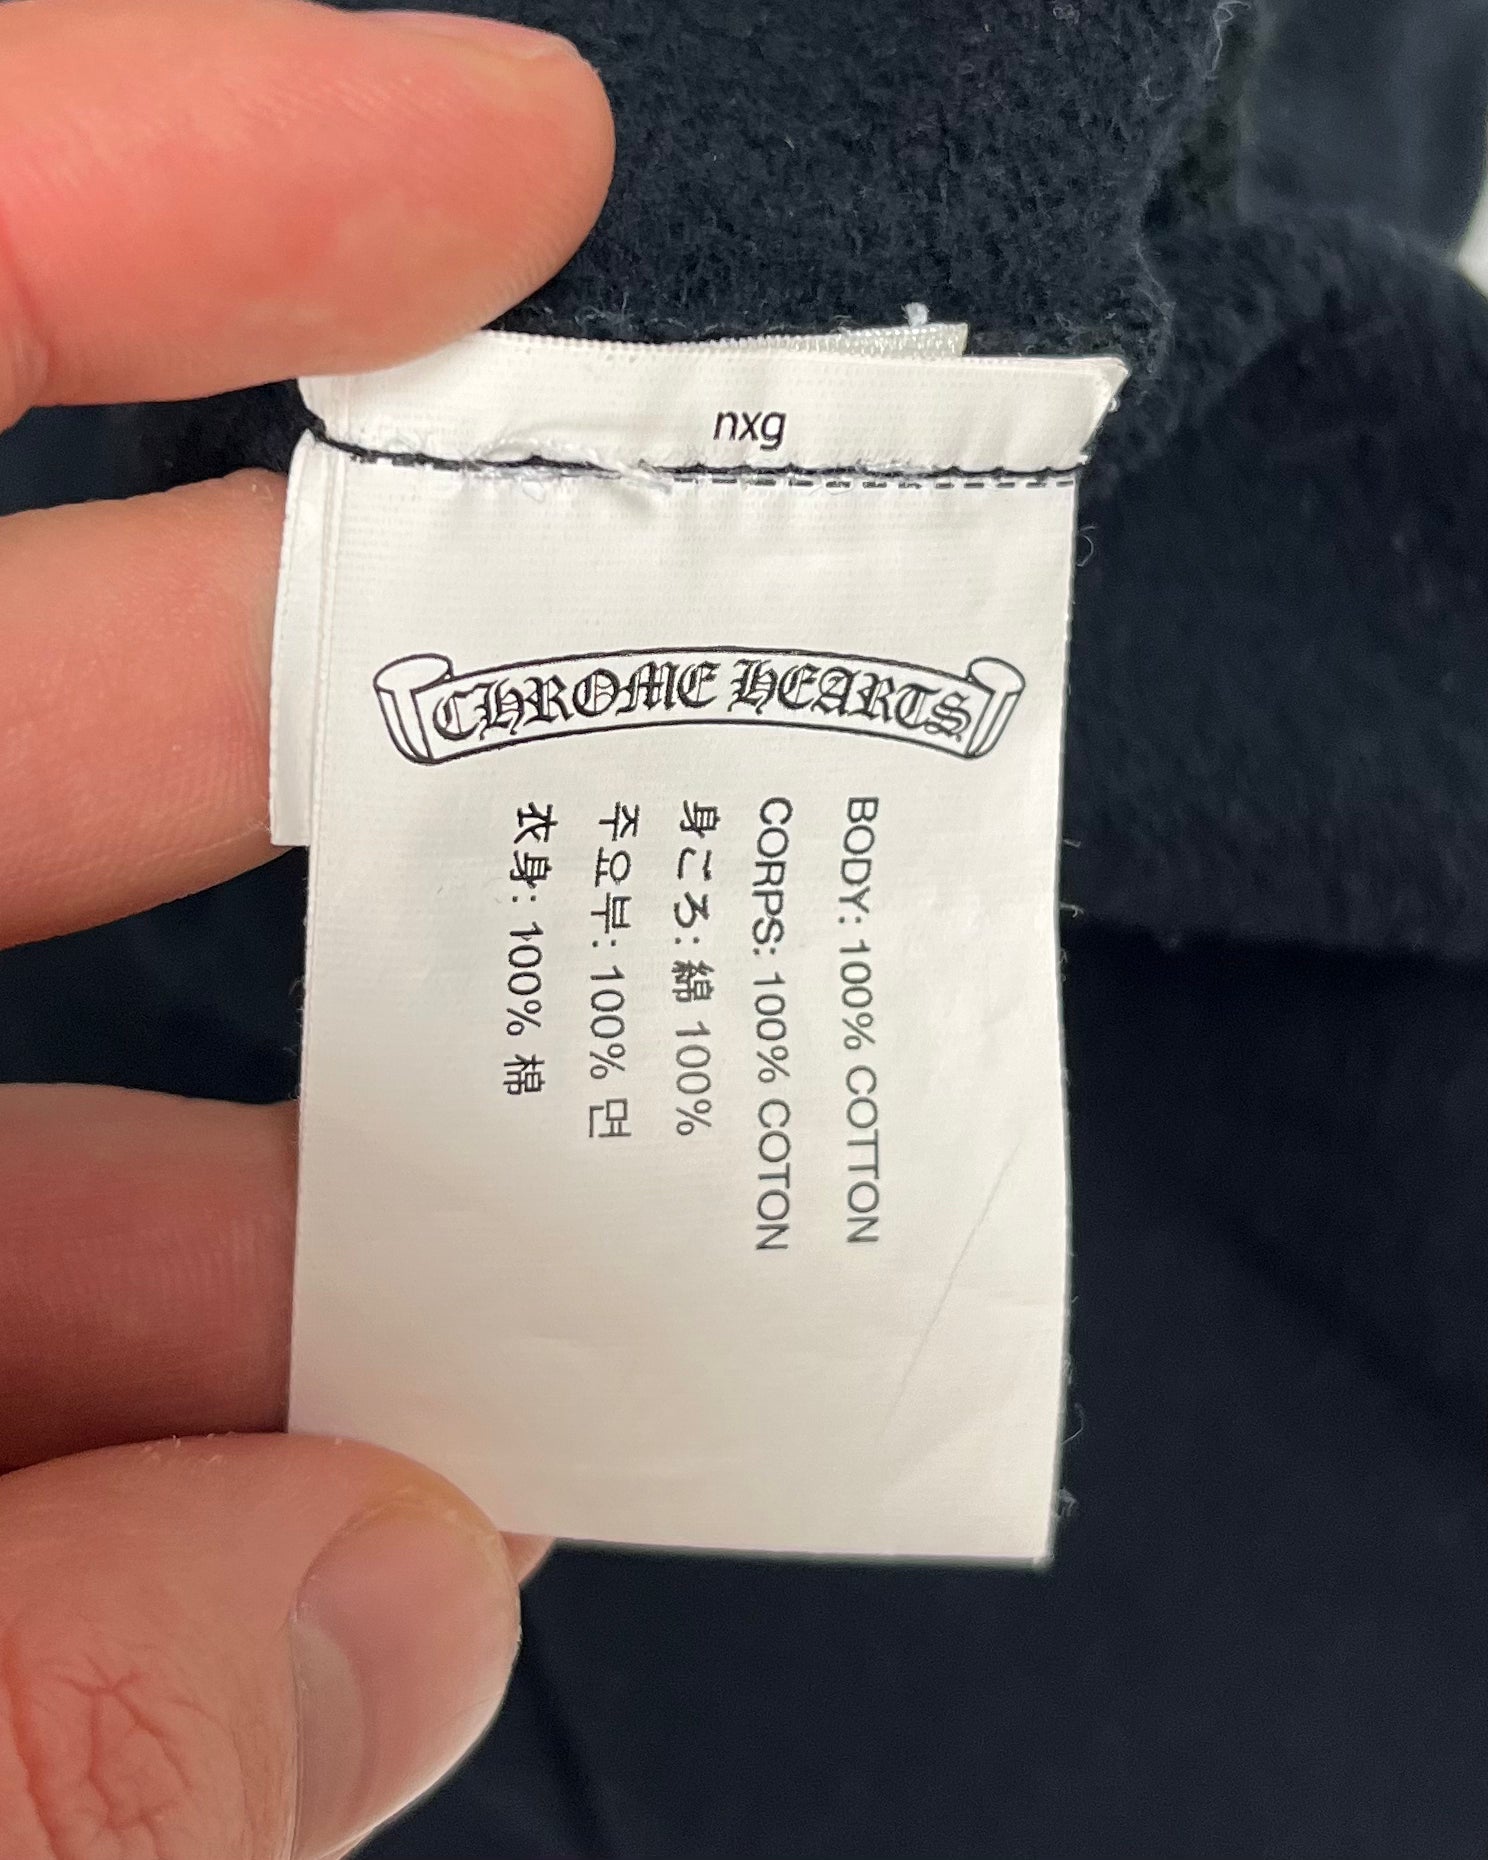 nxg
CHROME HEARTS
BODY: 100% COTTON
CORPS: 100% COTON
身ごろ: 綿 100%
주요부: 100% 면
衣身: 100% 棉